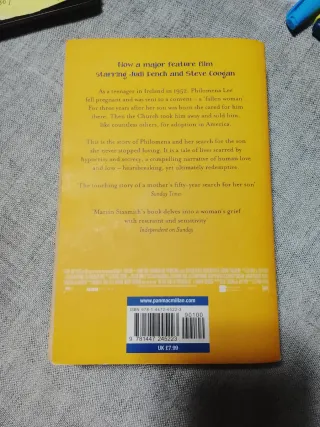 Now a major feature film
starring Judi Dench and Steve Coogan
As a teenager in Ireland in 1952, Philomena Lee
fell pregnant and was sent to a convent – a 'fallen woman'.
For three years after her son was born she cared for him
there. Then the Church took him away and sold him,
like countless others, for adoption in America.
This is the story of Philomena and her search for the son
she never stopped loving. It is a tale of lives scarred by
hypocrisy and secrecy, a compelling narrative of human love
and loss – heartbreaking, yet ultimately redemptive.
'The touching story of a mother's fifty-year search for her son'
Sunday Times
Martin Sixsmith's book delves into a woman's grief
with restraint and sensitivity
Independent on Sunday
www.panmacmillan.com
90100
9 781447 245223
UK £7.99